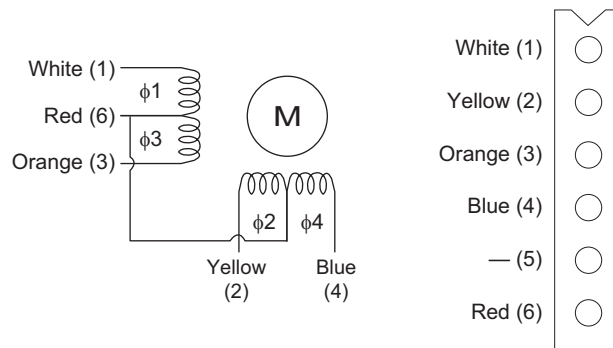 White (1)
ϕ1
Red (6)
ϕ3
Orange (3)
M
ϕ2
ϕ4
Yellow
(2)
Blue
(4)
White (1)
Yellow (2)
Orange (3)
Blue (4)
— (5)
Red (6)